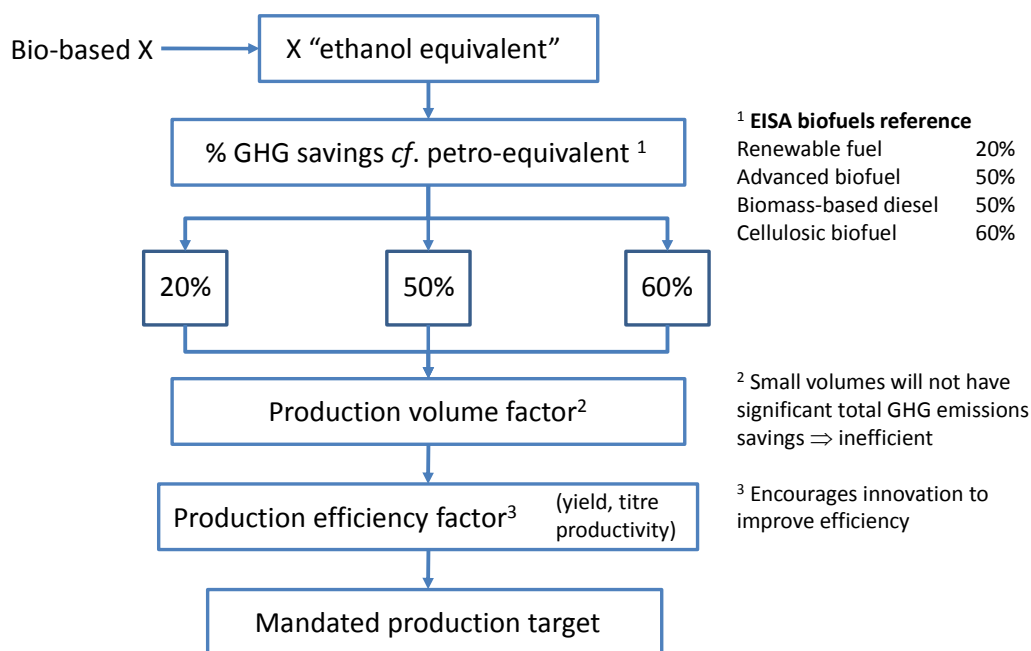 Bio-based X
X “ethanol equivalent”
% GHG savings cf. petro-equivalent ¹
20%
50%
60%
Production volume factor²
Production efficiency factor³
(yield, titre
productivity)
Mandated production target
¹ EISA biofuels reference
Renewable fuel 20%
Advanced biofuel 50%
Biomass-based diesel 50%
Cellulosic biofuel 60%
² Small volumes will not have
significant total GHG emissions
savings ⇒ inefficient
³ Encourages innovation to
improve efficiency